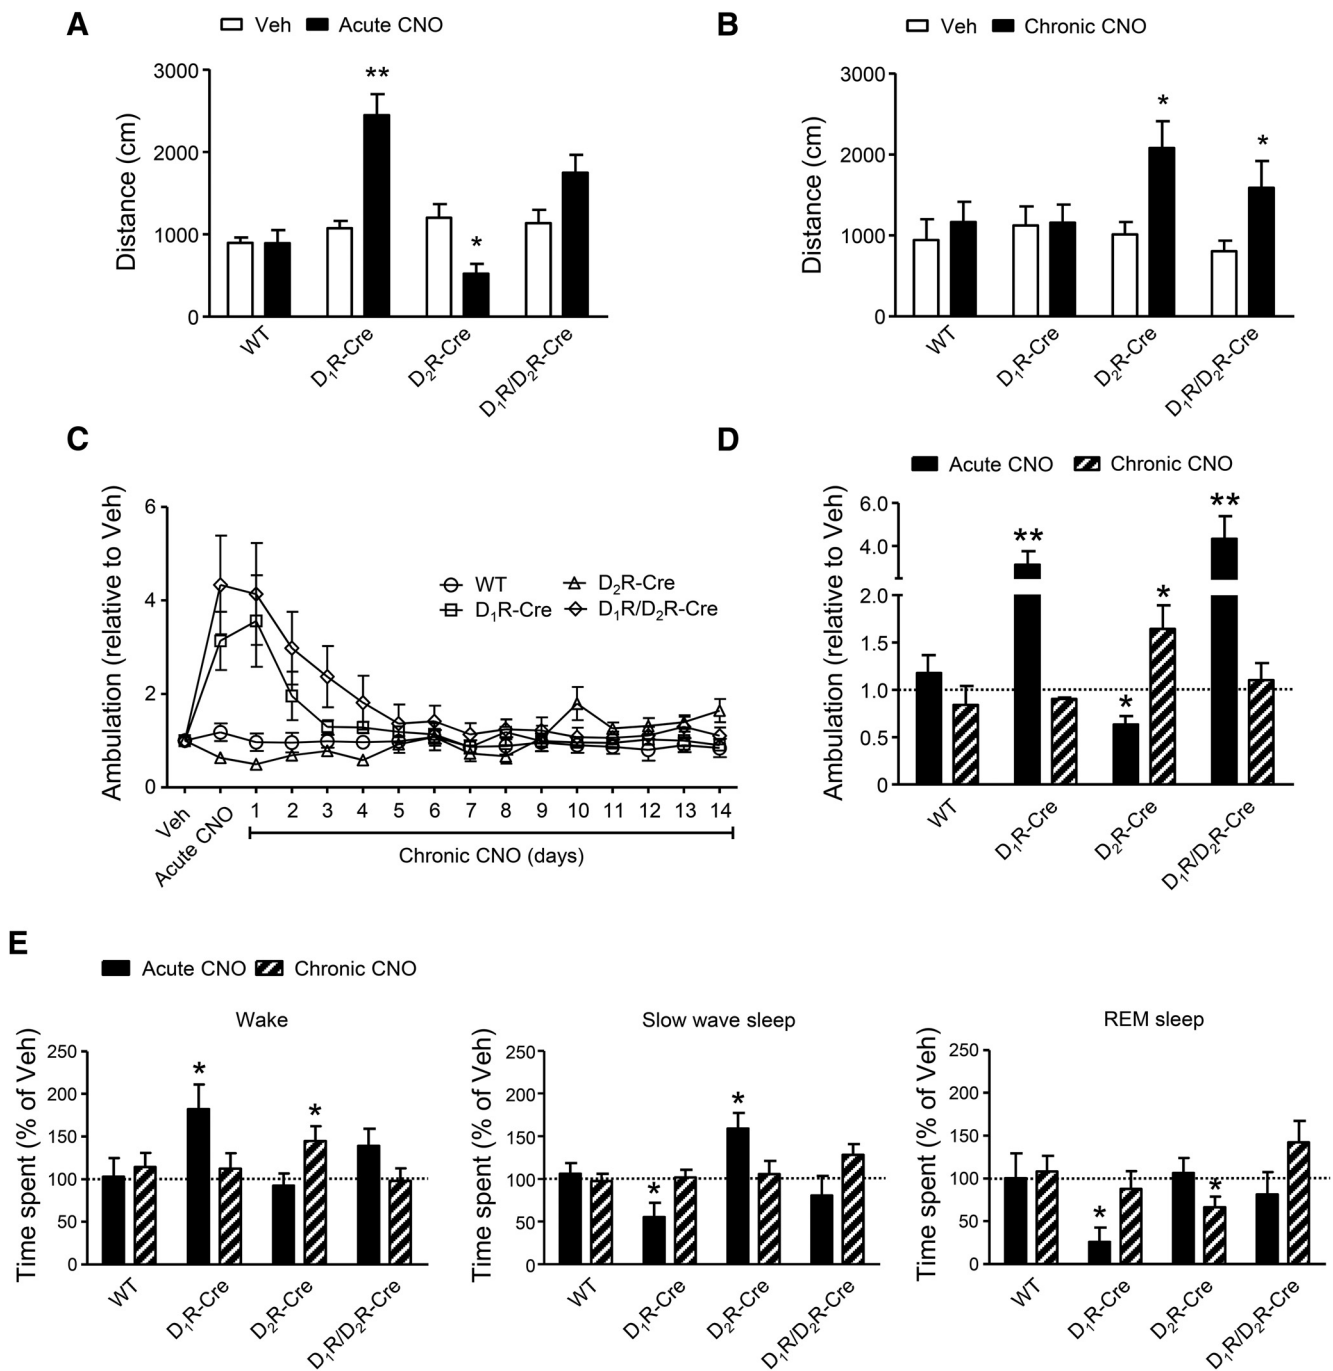 A
Veh Acute CNO
Distance (cm)
3000
2000
1000
0
**
*
WT
D1R-Cre
D2R-Cre
D1R/D2R-Cre
B
Veh Chronic CNO
Distance (cm)
3000
2000
1000
0
*
*
WT
D1R-Cre
D2R-Cre
D1R/D2R-Cre
C
Ambulation (relative to Veh)
6
4
2
0
WT D2R-Cre
D1R-Cre D1R/D2R-Cre
Veh
Acute CNO
1 2 3 4 5 6 7 8 9 10 11 12 13 14
Chronic CNO (days)
D
Acute CNO Chronic CNO
Ambulation (relative to Veh)
6.0
4.0
2.0
1.5
1.0
0.5
0
**
*
*
**
WT
D1R-Cre
D2R-Cre
D1R/D2R-Cre
E
Acute CNO Chronic CNO
Wake
Time spent (% of Veh)
250
200
150
100
50
0
*
*
WT
D1R-Cre
D2R-Cre
D1R/D2R-Cre
Slow wave sleep
Time spent (% of Veh)
250
200
150
100
50
0
*
*
WT
D1R-Cre
D2R-Cre
D1R/D2R-Cre
REM sleep
Time spent (% of Veh)
250
200
150
100
50
0
*
*
WT
D1R-Cre
D2R-Cre
D1R/D2R-Cre